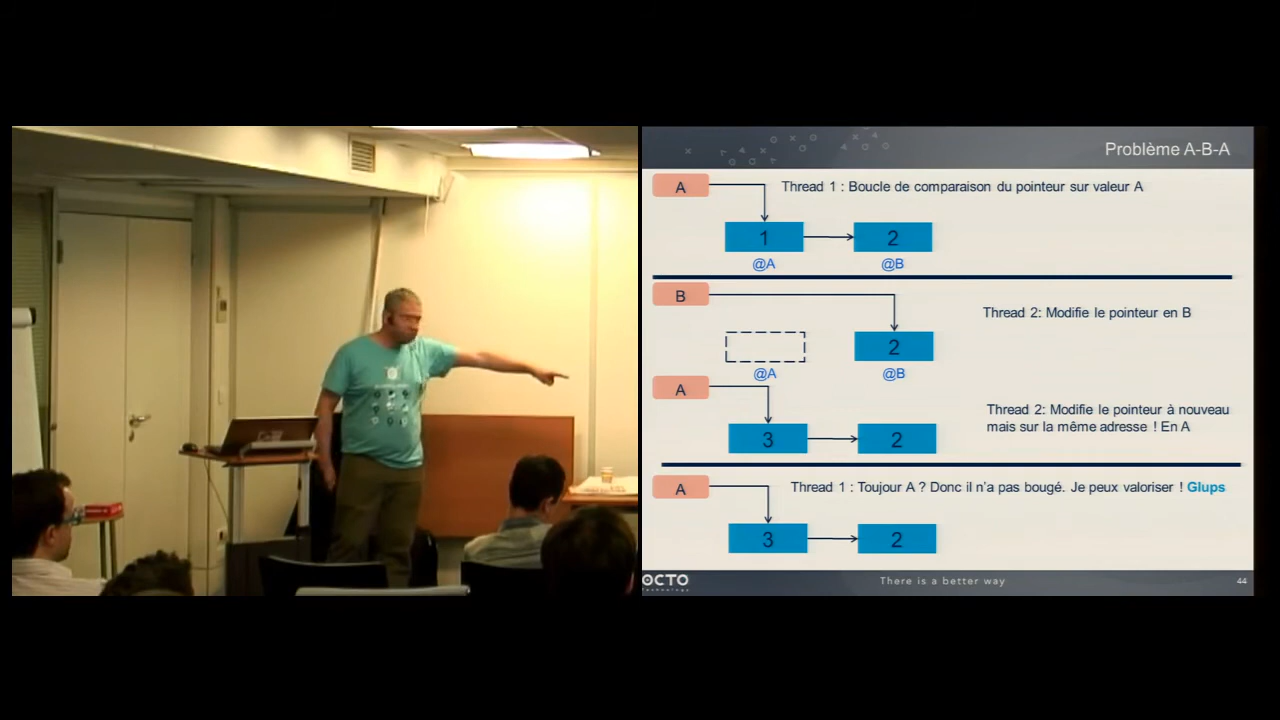 Problème A-B-A
A
Thread 1 : Boucle de comparaison du pointeur sur valeur A
1
2
@A
@B
B
Thread 2: Modifie le pointeur en B
2
@A
@B
A
Thread 2: Modifie le pointeur à nouveau
mais sur la même adresse ! En A
3
2
A
Thread 1 : Toujour A ? Donc il n'a pas bougé. Je peux valoriser ! Glups
3
2
OCTO
Technology
There is a better way
44